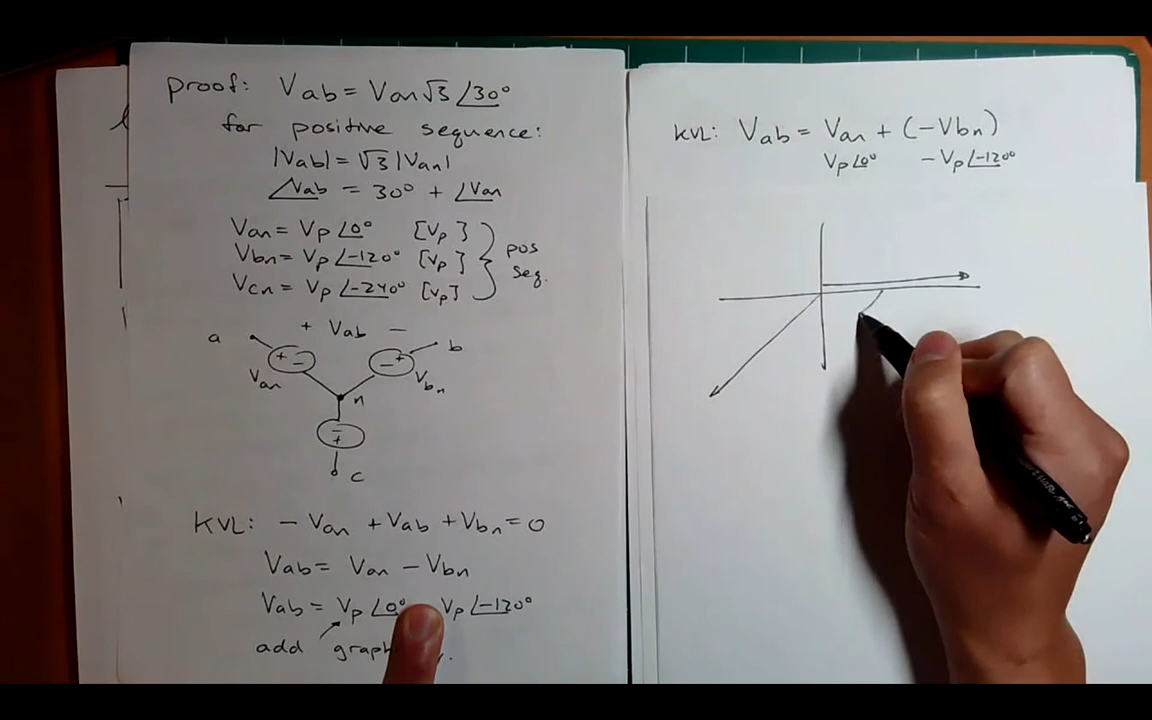 proof: Vab = Van√3 ∠30°
for positive sequence:
|Vab| = √3 |Van|
∠Vab = 30° + ∠Van
Van = Vp ∠0° [Vp]
Vbn = Vp ∠-120° [Vp]
Vcn = Vp ∠-240° [Vp]
pos
seq.
+ Vab −
a
b
+ −
− +
Van
Vbn
n
−
+
c
KVL: − Van + Vab + Vbn = 0
Vab = Van − Vbn
Vab = Vp ∠0° Vp ∠-120°
add
KVL: Vab = Van + (−Vbn)
Vp ∠0° −Vp ∠-120°